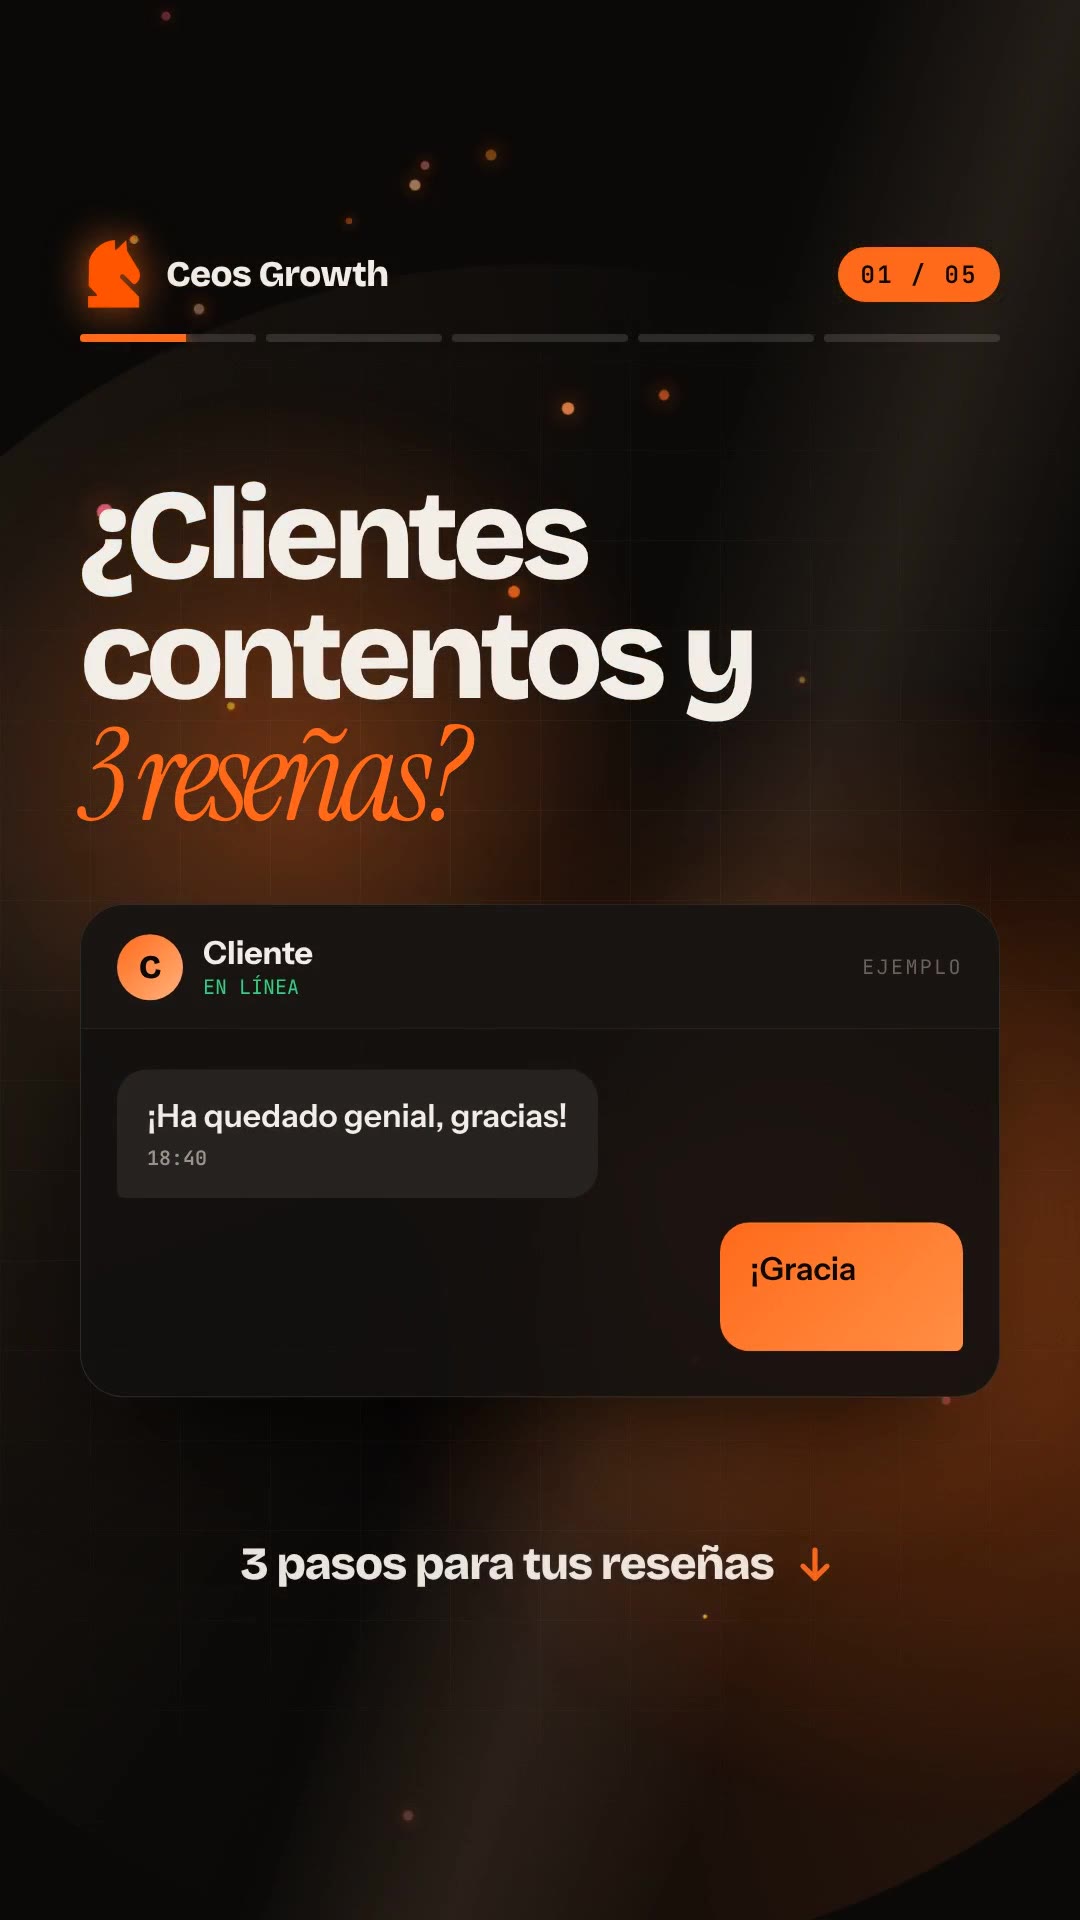 Ceos Growth
01 / 05
¿Clientes
contentos y
3 reseñas?
C
Cliente
EN LÍNEA
EJEMPLO
¡Ha quedado genial, gracias!
18:40
¡Gracia
3 pasos para tus reseñas ↓